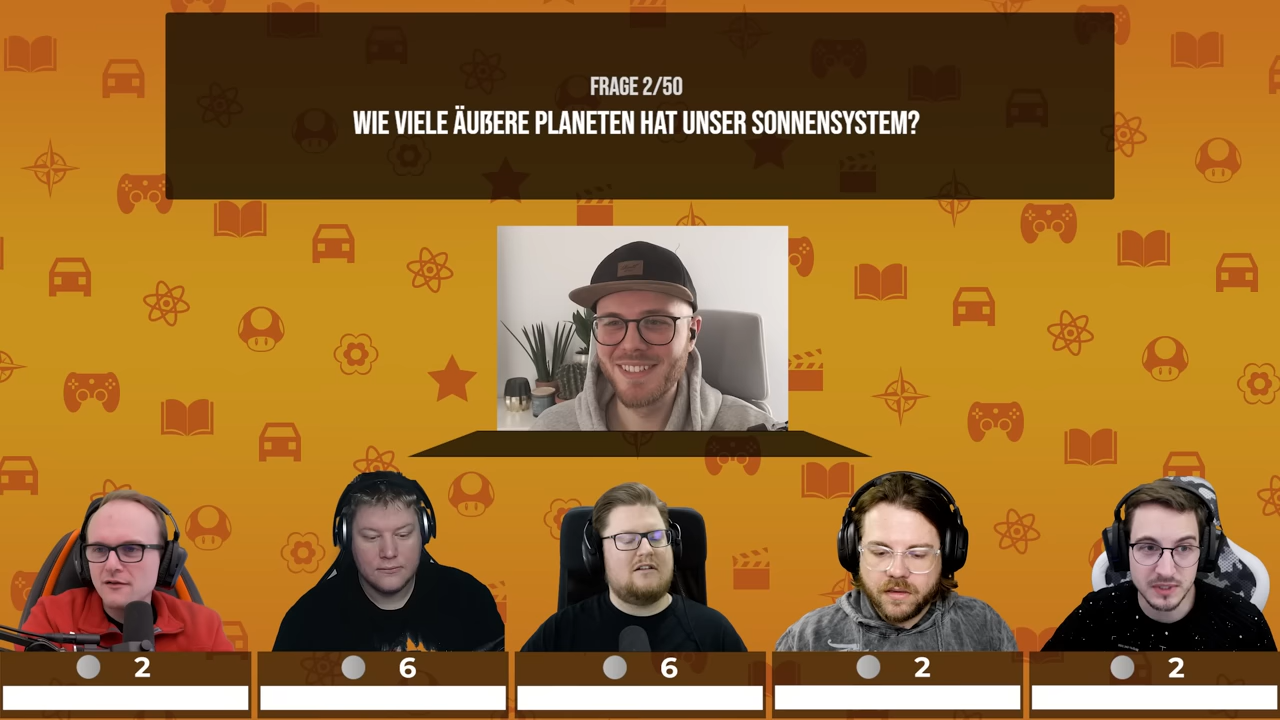 FRAGE 2/50
WIE VIELE ÄUẞERE PLANETEN HAT UNSER SONNENSYSTEM?
2
6
6
2
2